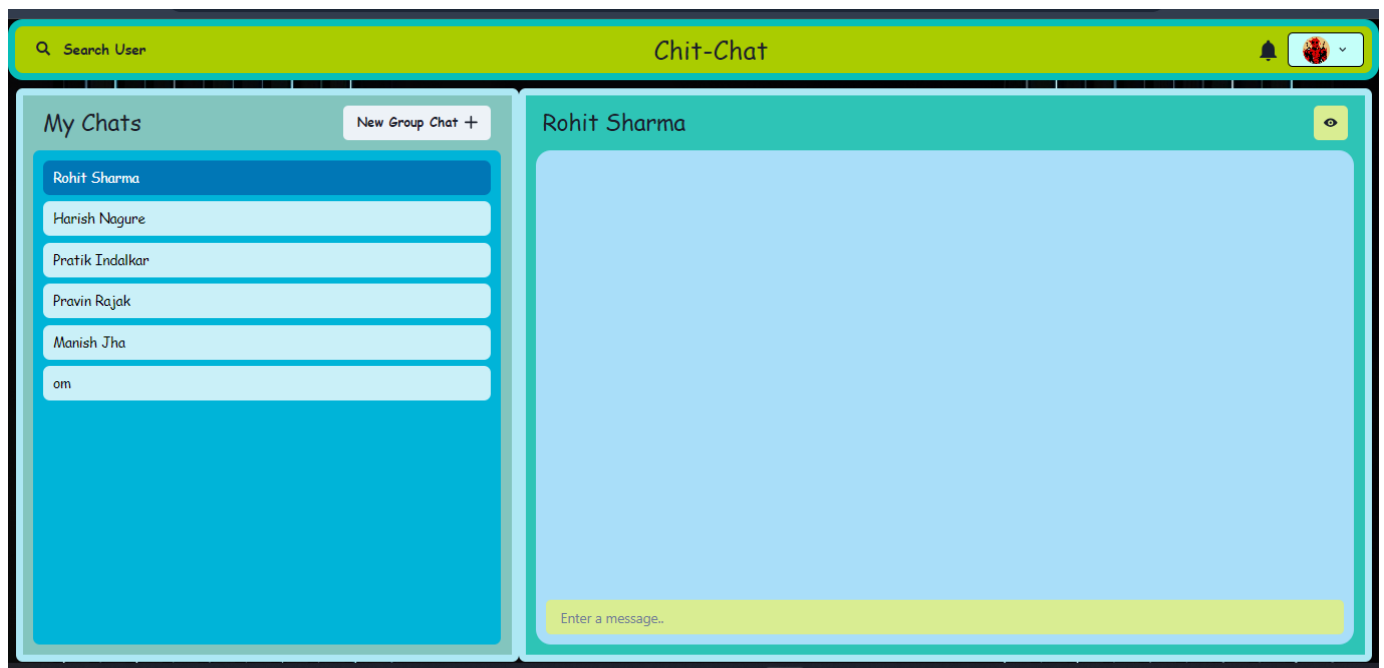 Search User
Chit-Chat
My Chats
New Group Chat +
Rohit Sharma
Harish Nagure
Pratik Indalkar
Pravin Rajak
Manish Jha
om
Rohit Sharma
Enter a message..